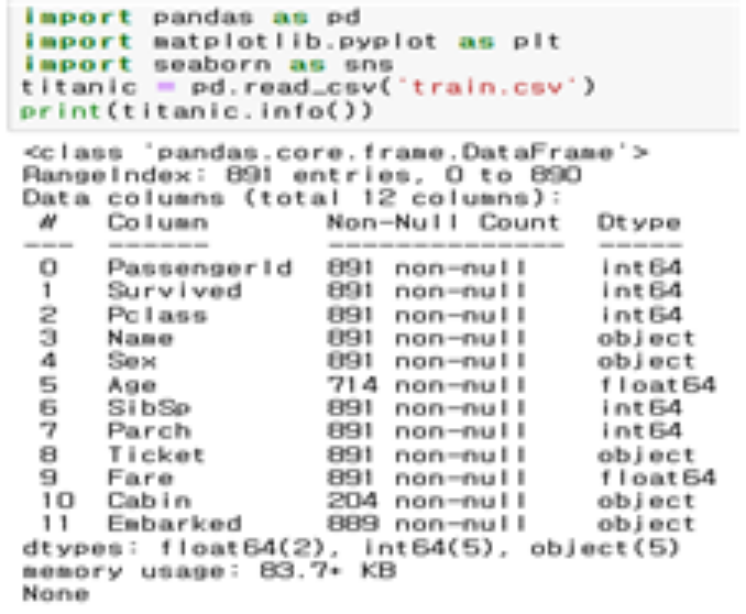 import pandas as pd
import matplotlib.pyplot as plt
import seaborn as sns
titanic = pd.read_csv('train.csv')
print(titanic.info())
<class 'pandas.core.frame.DataFrame'>
RangeIndex: 891 entries, 0 to 890
Data columns (total 12 columns):
 #   Column       Non-Null Count  Dtype
---  ------       --------------  -----
 0   PassengerId  891 non-null    int64
 1   Survived     891 non-null    int64
 2   Pclass       891 non-null    int64
 3   Name         891 non-null    object
 4   Sex          891 non-null    object
 5   Age          714 non-null    float64
 6   SibSp        891 non-null    int64
 7   Parch        891 non-null    int64
 8   Ticket       891 non-null    object
 9   Fare         891 non-null    float64
 10  Cabin        204 non-null    object
 11  Embarked     889 non-null    object
dtypes: float64(2), int64(5), object(5)
memory usage: 83.7+ KB
None